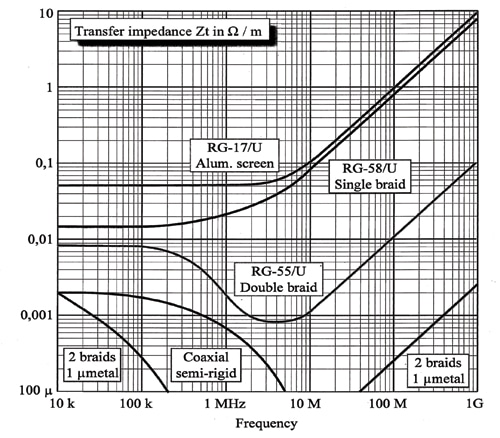 Transfer impedance Zt in Ω / m
10
1
0,1
0,01
0,001
100 μ
RG-17/U
Alum. screen
RG-58/U
Single braid
RG-55/U
Double braid
2 braids
1 μmetal
Coaxial
semi-rigid
2 braids
1 μmetal
10 k 100 k 1 MHz 10 M 100 M 1G
Frequency